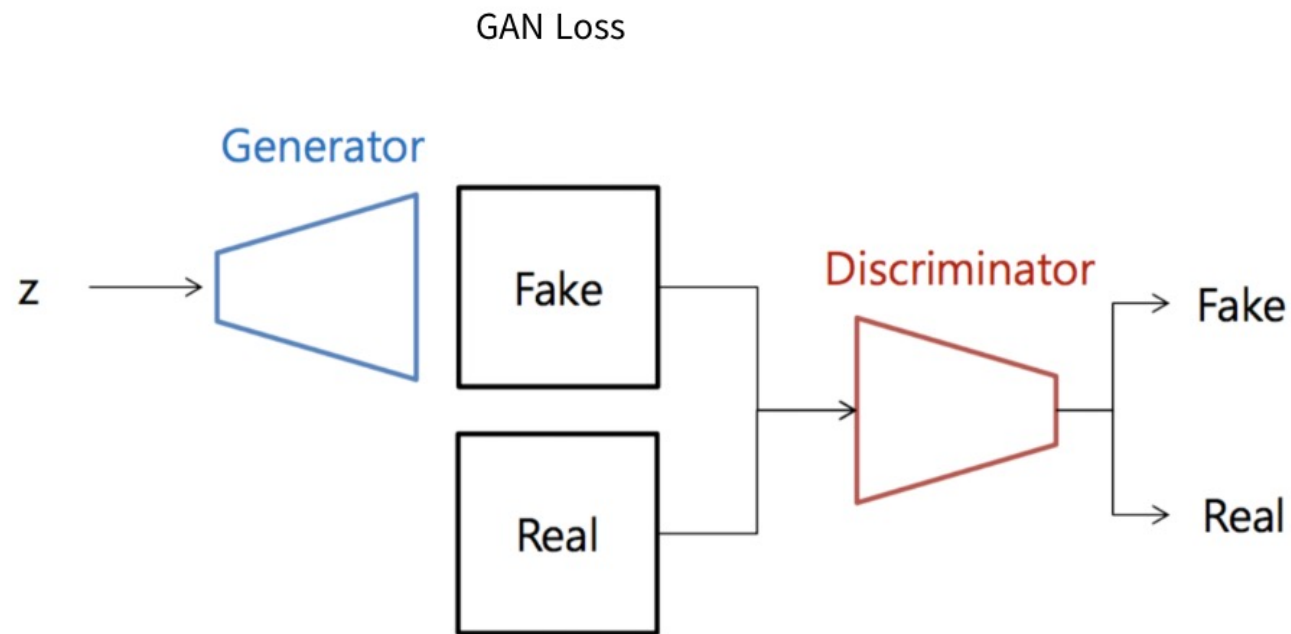 GAN Loss
Generator
z
Fake
Real
Discriminator
Fake
Real